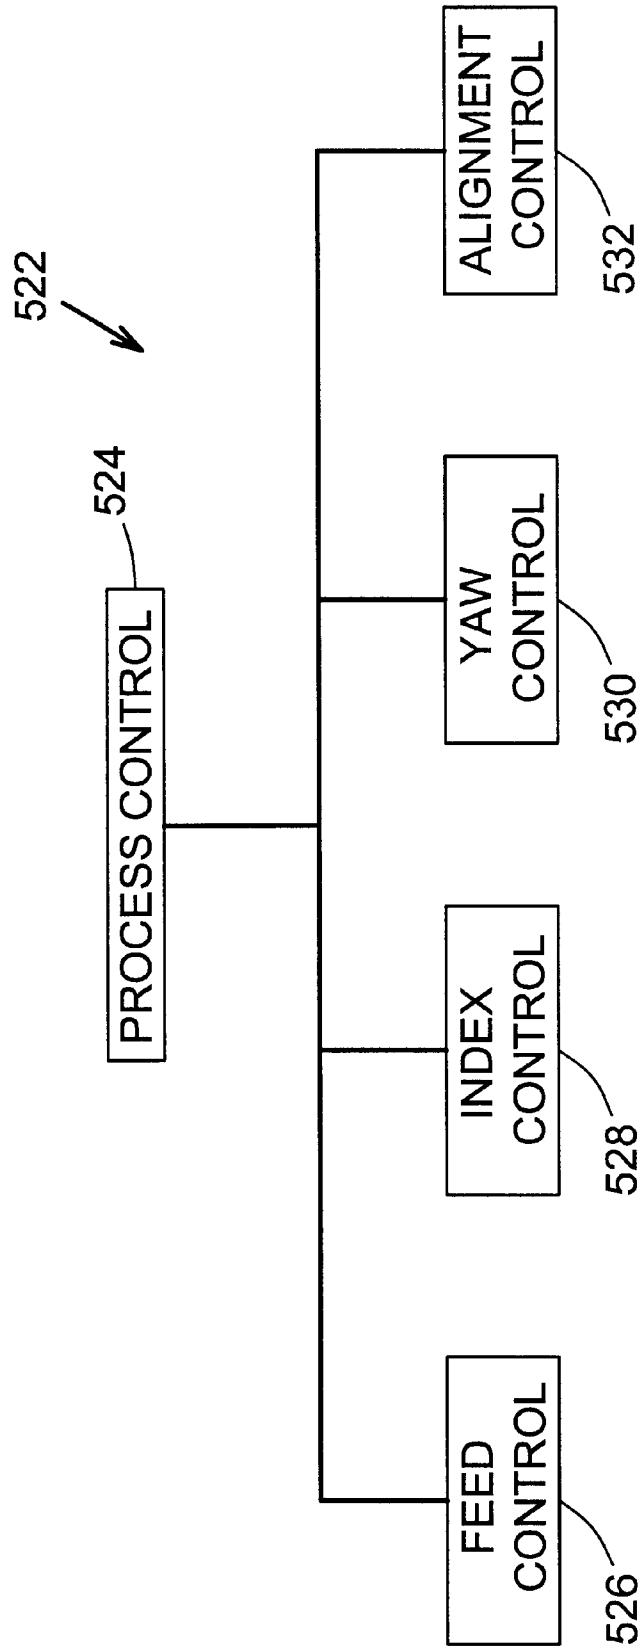 522
524
PROCESS CONTROL
FEED
CONTROL
526
INDEX
CONTROL
528
YAW
CONTROL
530
ALIGNMENT
CONTROL
532